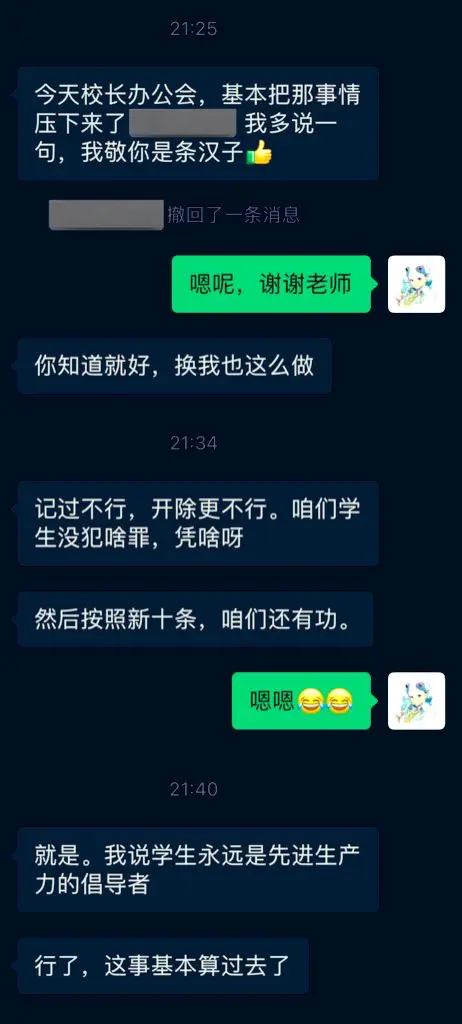 21:25
今天校长办公会，基本把那事情
压下来了 我多说一
句，我敬你是条汉子👍
撤回了一条消息
嗯呢，谢谢老师
你知道就好，换我也这么做
21:34
记过不行，开除更不行。咱们学
生没犯啥罪，凭啥呀
然后按照新十条，咱们还有功。
嗯嗯😂😂
21:40
就是。我说学生永远是先进生产
力的倡导者
行了，这事基本算过去了